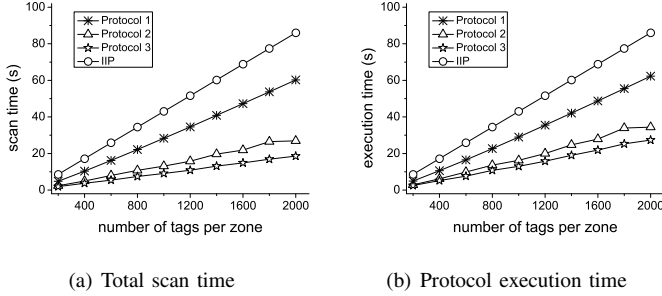 100
80
60
40
20
0
scan time (s)
Protocol 1
Protocol 2
Protocol 3
IIP
400 800 1200 1600 2000
number of tags per zone
(a) Total scan time
100
80
60
40
20
0
execution time (s)
Protocol 1
Protocol 2
Protocol 3
IIP
400 800 1200 1600 2000
number of tags per zone
(b) Protocol execution time